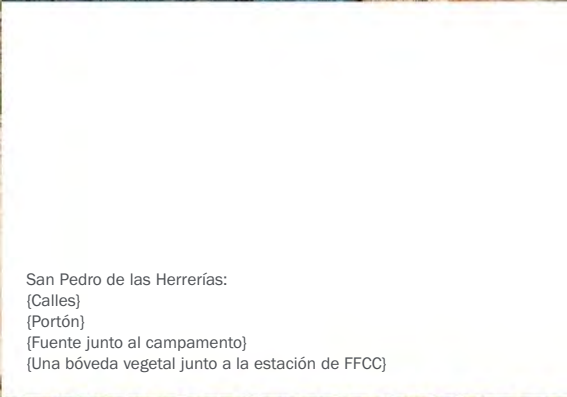 San Pedro de las Herrerías:
{Calles}
{Portón}
{Fuente junto al campamento}
{Una bóveda vegetal junto a la estación de FFCC}